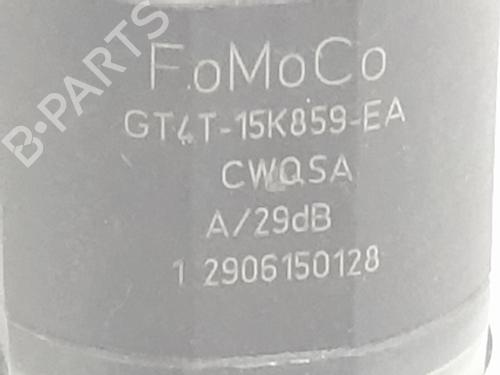 B-PARTS
FoMoCo
GT4T-15K859-EA
CWQSA
A/29dB
1 2906150128